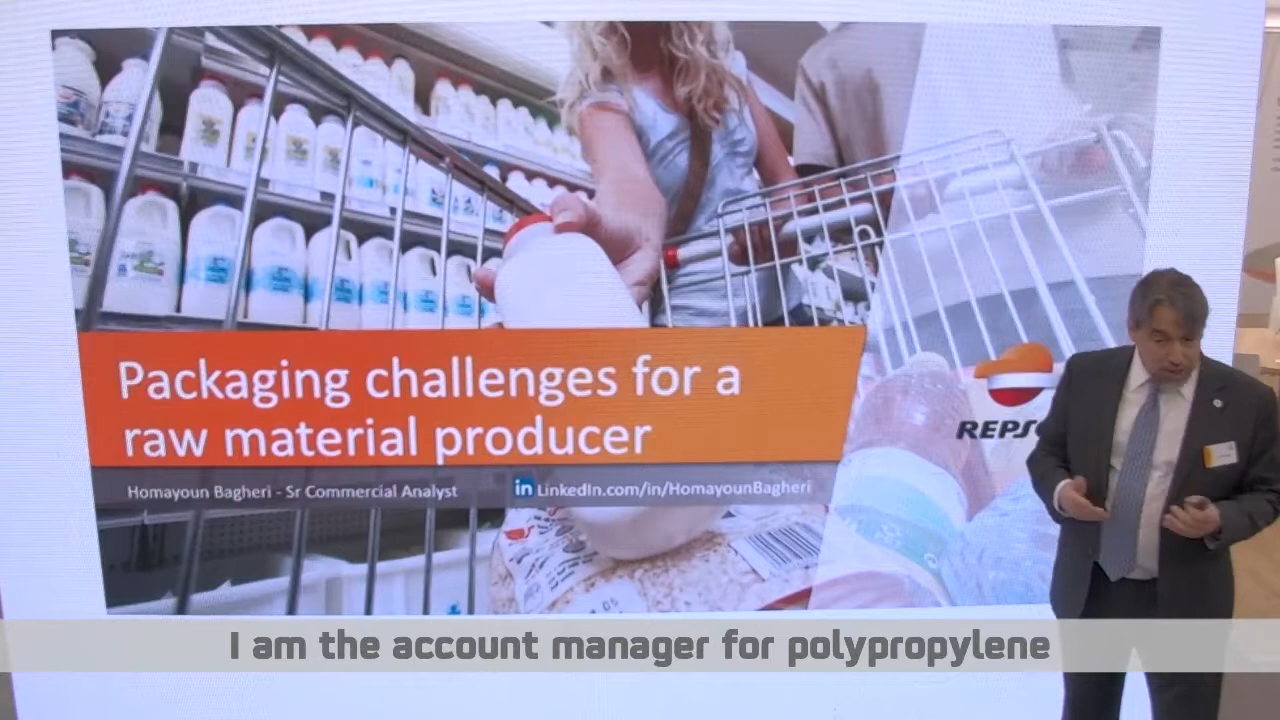 Packaging challenges for a
raw material producer
REPS
Homayoun Bagheri - Sr Commercial Analyst
in LinkedIn.com/in/HomayounBagheri
I am the account manager for polypropylene